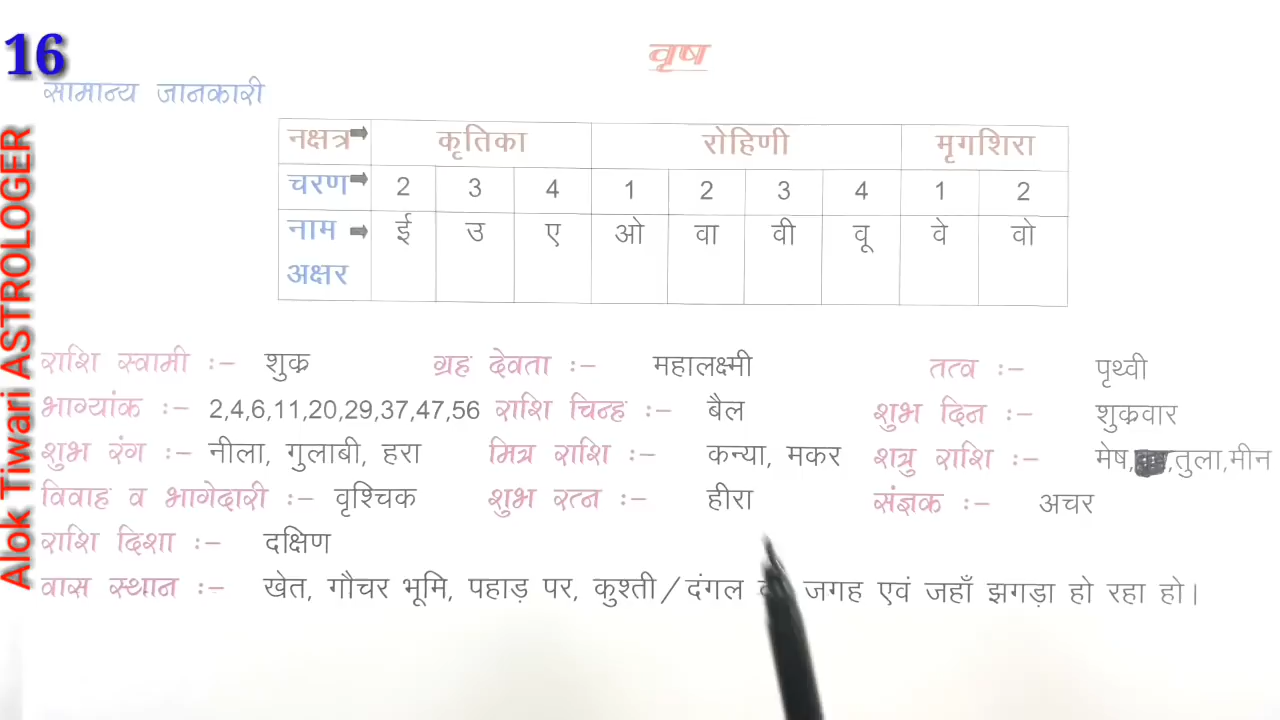 16
वृष
सामान्य जानकारी
नक्षत्र कृतिका रोहिणी मृगशिरा
चरण 2 3 4 1 2 3 4 1 2
नाम ई उ ए ओ वा वी वू वे वो
अक्षर
राशि स्वामी :- शुक्र ग्रह देवता :- महालक्ष्मी तत्व :- पृथ्वी
भाग्यांक :- 2,4,6,11,20,29,37,47,56 राशि चिन्ह :- बैल शुभ दिन :- शुक्रवार
शुभ रंग :- नीला, गुलाबी, हरा मित्र राशि :- कन्या, मकर शत्रु राशि :- मेष, ,तुला,मीन
विवाह व भागेदारी :- वृश्चिक शुभ रत्न :- हीरा संज्ञक :- अचर
राशि दिशा :- दक्षिण
वास स्थान :- खेत, गौचर भूमि, पहाड़ पर, कुश्ती/दंगल जगह एवं जहाँ झगड़ा हो रहा हो।
Alok Tiwari ASTROLOGER